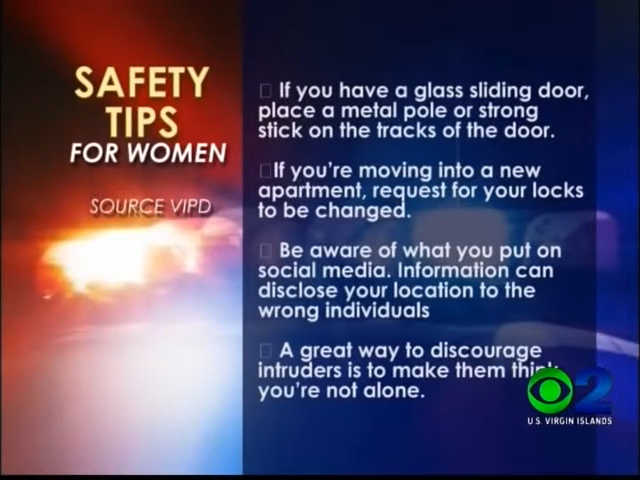 SAFETY
TIPS
FOR WOMEN
SOURCE VIPD
If you have a glass sliding door,
place a metal pole or strong
stick on the tracks of the door.
If you're moving into a new
apartment, request for your locks
to be changed.
Be aware of what you put on
social media. Information can
disclose your location to the
wrong individuals
A great way to discourage
intruders is to make them think
you're not alone.
2
U.S. VIRGIN ISLANDS